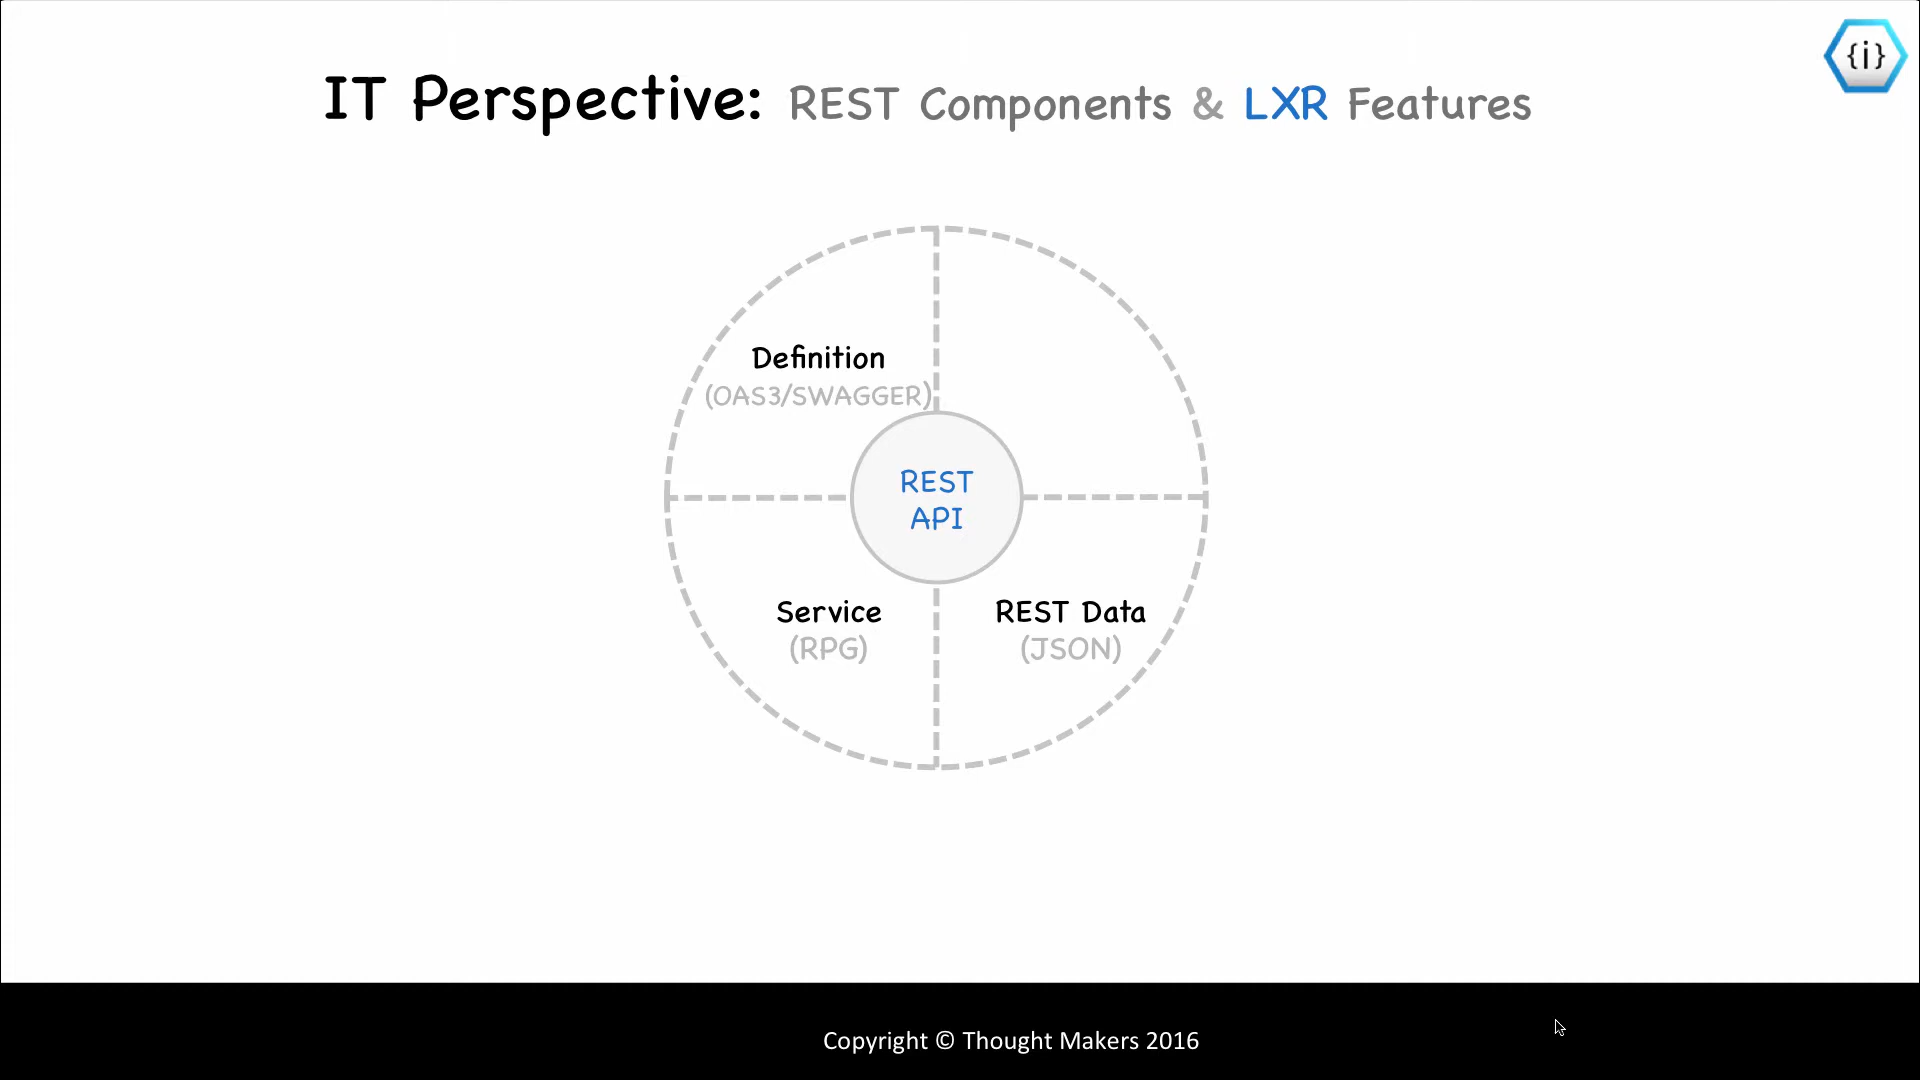 {i}
IT Perspective: REST Components & LXR Features
Definition
(OAS3/SWAGGER)
REST
API
Service
(RPG)
REST Data
(JSON)
Copyright © Thought Makers 2016